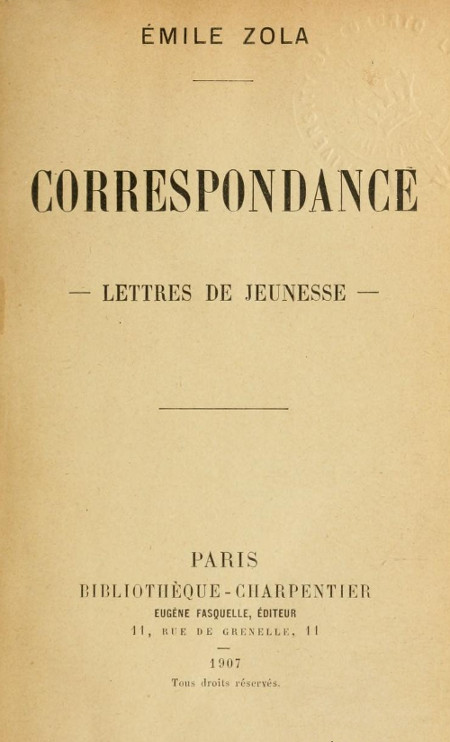 ÉMILE ZOLA
CORRESPONDANCE
— LETTRES DE JEUNESSE —
PARIS
BIBLIOTHÈQUE-CHARPENTIER
EUGÈNE FASQUELLE, ÉDITEUR
11, RUE DE GRENELLE, 11
1907
Tous droits réservés.